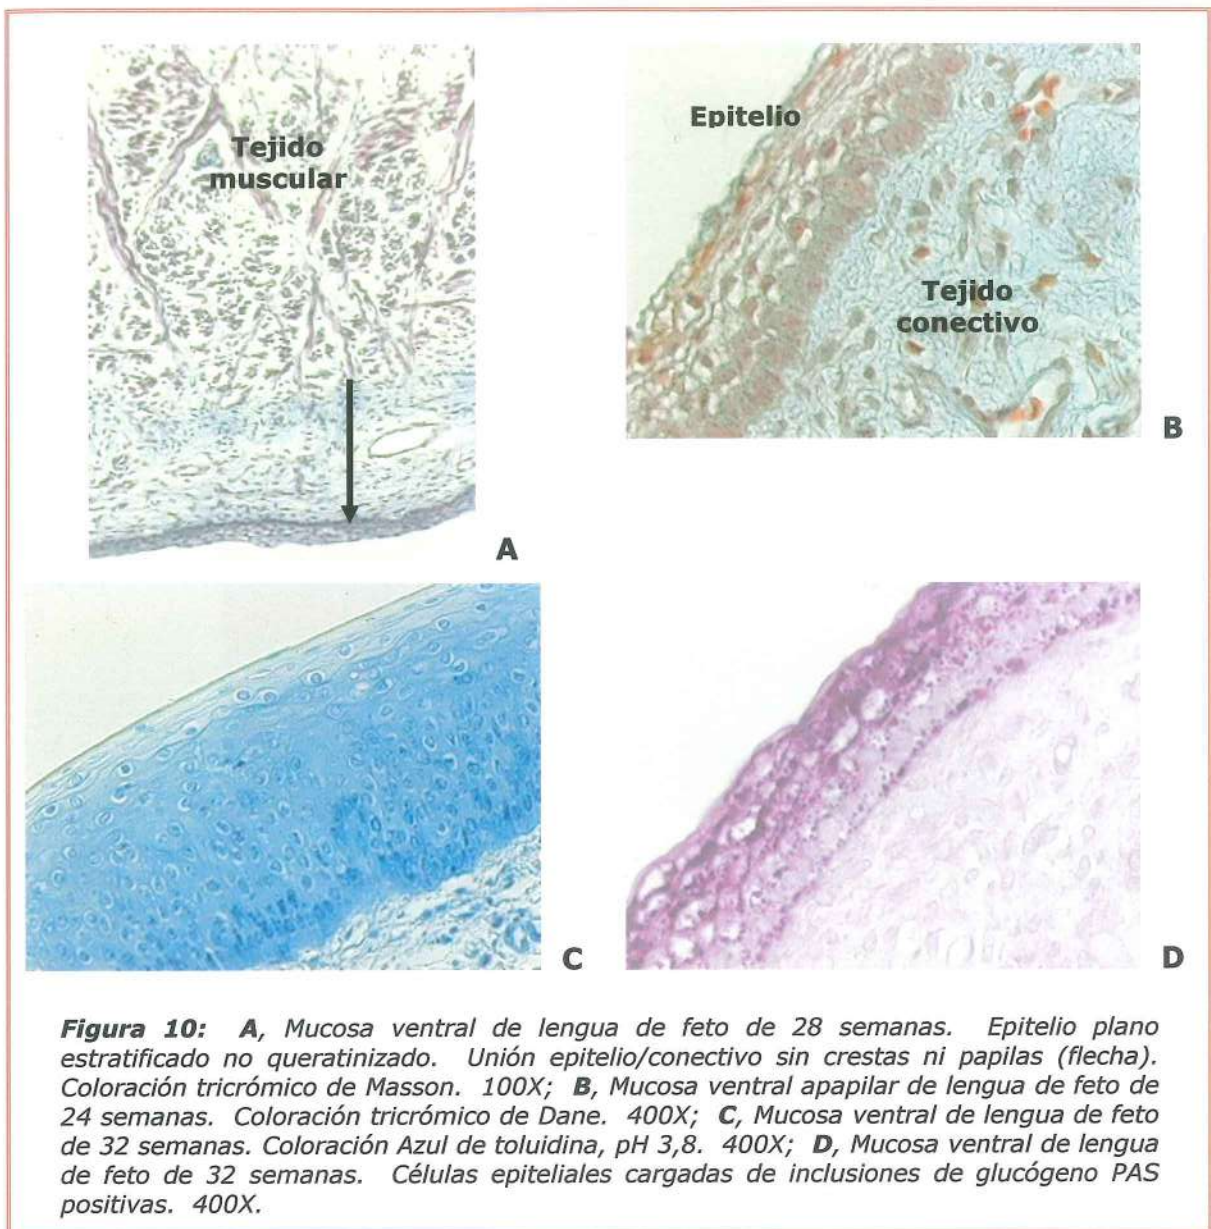 Tejido
muscular
A
Epitelio
Tejido
conectivo
B
C
D
Figura 10: A, Mucosa ventral de lengua de feto de 28 semanas. Epitelio plano
estratificado no queratinizado. Unión epitelio/conectivo sin crestas ni papilas (flecha).
Coloración tricrómico de Masson. 100X; B, Mucosa ventral apapilar de lengua de feto de
24 semanas. Coloración tricrómico de Dane. 400X; C, Mucosa ventral de lengua de feto
de 32 semanas. Coloración Azul de toluidina, pH 3,8. 400X; D, Mucosa ventral de lengua
de feto de 32 semanas. Células epiteliales cargadas de inclusiones de glucógeno PAS
positivas. 400X.